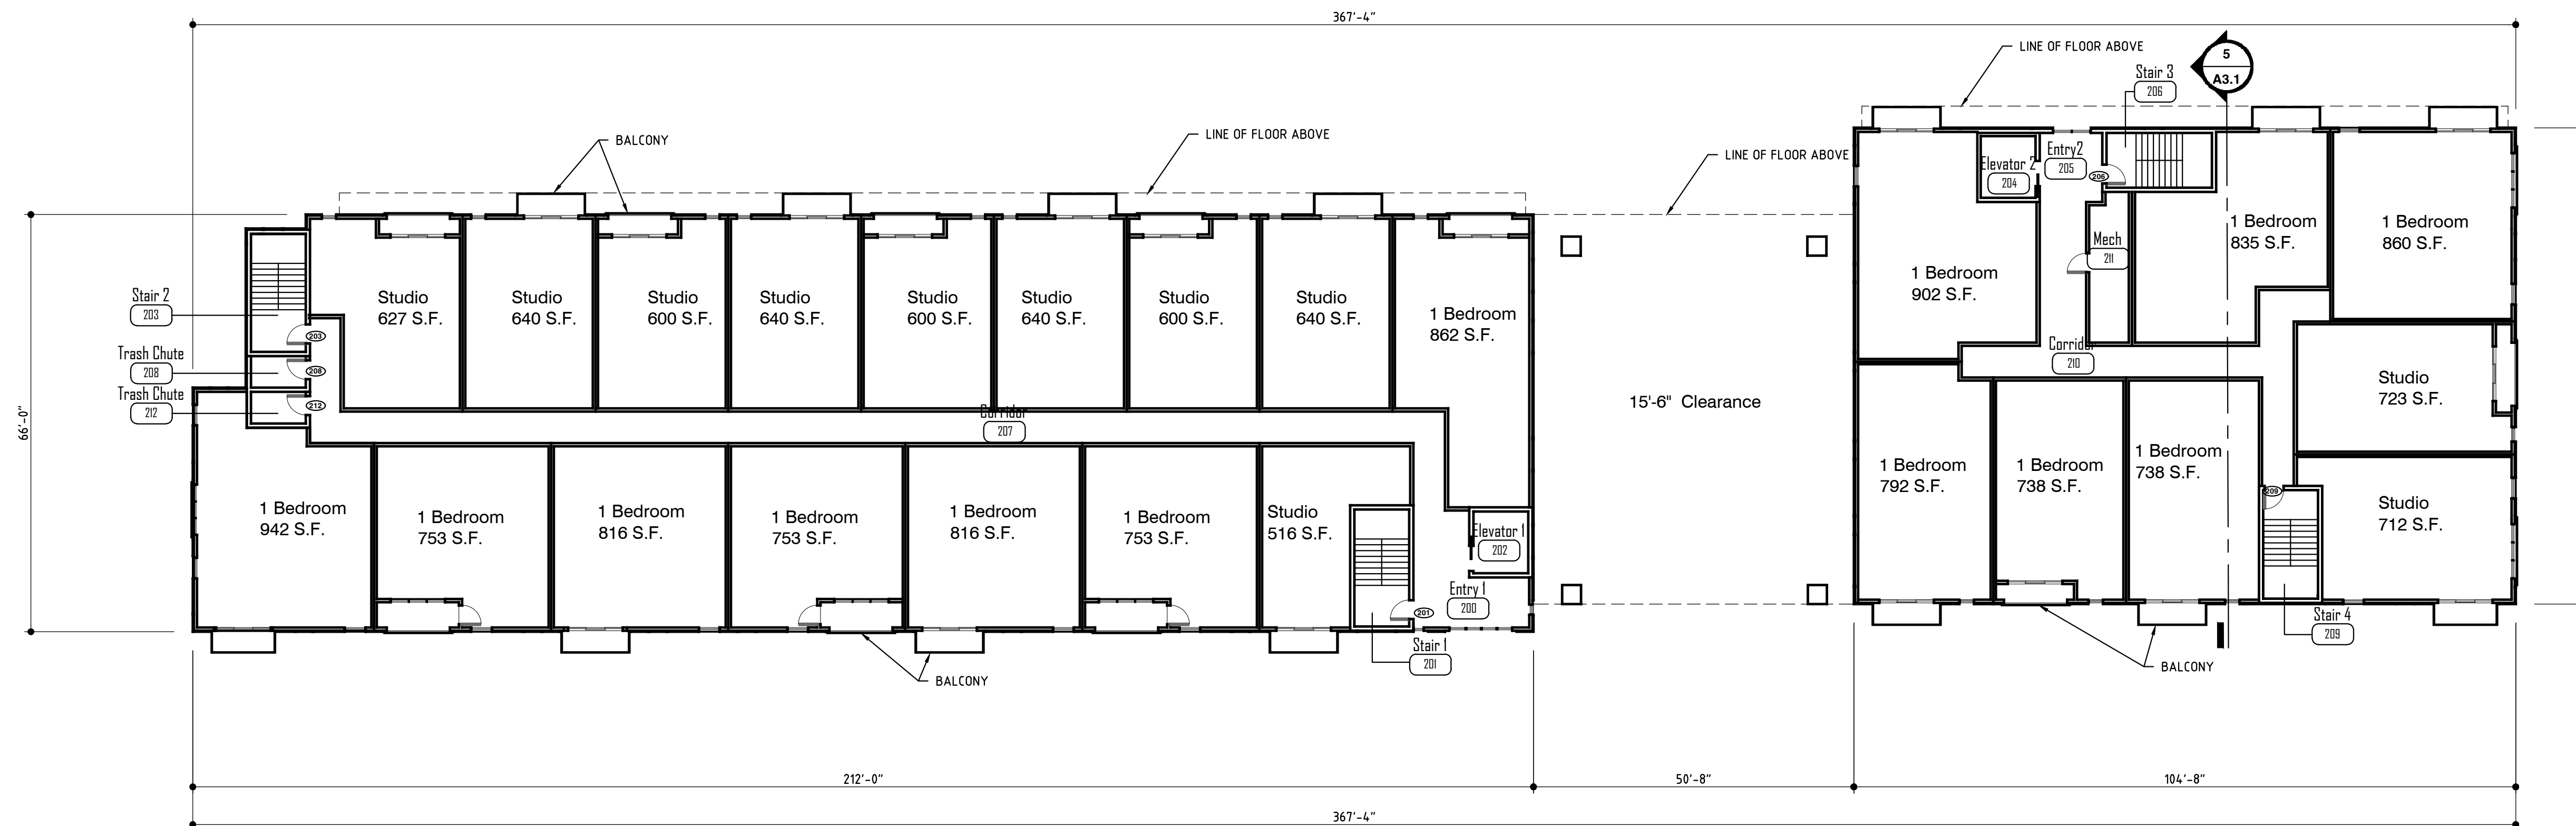 367'-4"
LINE OF FLOOR ABOVE
5
A3.1
Stair 3
206
BALCONY
LINE OF FLOOR ABOVE
LINE OF FLOOR ABOVE
Elevator 2
204
Entry2
205
206
Mech
211
1 Bedroom
835 S.F.
1 Bedroom
860 S.F.
1 Bedroom
902 S.F.
Stair 2
203
203
Studio
627 S.F.
Studio
640 S.F.
Studio
600 S.F.
Studio
640 S.F.
Studio
600 S.F.
Studio
640 S.F.
Studio
600 S.F.
Studio
640 S.F.
1 Bedroom
862 S.F.
Trash Chute
208
208
Trash Chute
212
212
Corridor
207
15'-6" Clearance
Corridor
210
Studio
723 S.F.
66'-0"
1 Bedroom
942 S.F.
1 Bedroom
753 S.F.
1 Bedroom
816 S.F.
1 Bedroom
753 S.F.
1 Bedroom
816 S.F.
1 Bedroom
753 S.F.
Studio
516 S.F.
Elevator 1
202
Entry 1
200
201
Stair 1
201
1 Bedroom
792 S.F.
1 Bedroom
738 S.F.
1 Bedroom
738 S.F.
209
Studio
712 S.F.
Stair 4
209
BALCONY
BALCONY
212'-0"
50'-8"
104'-8"
367'-4"